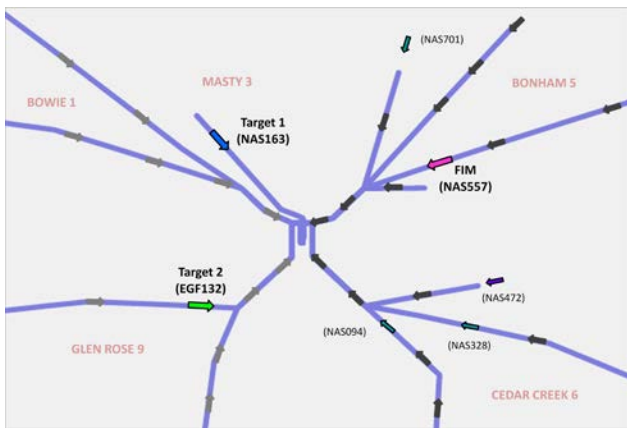 (NAS701)
MASTY 3
BONHAM 5
BOWIE 1
Target 1
(NAS163)
FIM
(NAS557)
Target 2
(EGF132)
(NAS472)
(NAS094)
(NAS328)
GLEN ROSE 9
CEDAR CREEK 6